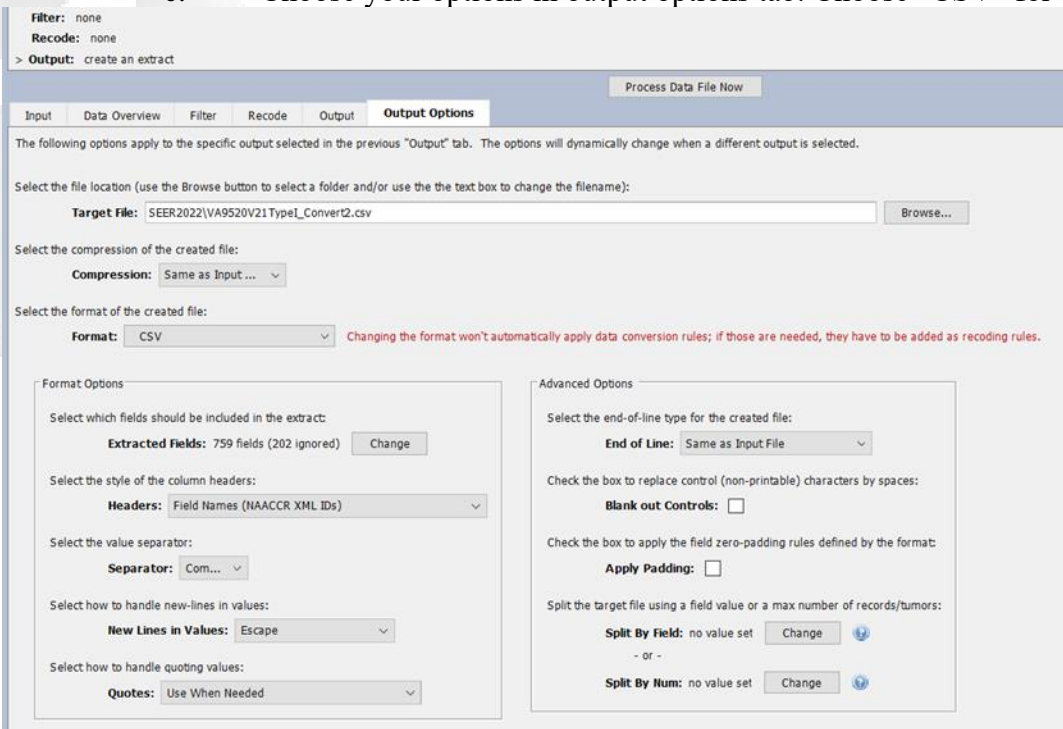 Choose your options in output options tab. Choose "CSV" for
Filter: none
Recode: none
> Output: create an extract
Process Data File Now
Input Data Overview Filter Recode Output Output Options
The following options apply to the specific output selected in the previous "Output" tab. The options will dynamically change when a different output is selected.
Select the file location (use the Browse button to select a folder and/or use the the text box to change the filename):
Target File: SEER2022\VA9520V21TypeI_Convert2.csv Browse...
Select the compression of the created file:
Compression: Same as Input ...
Select the format of the created file:
Format: CSV Changing the format won't automatically apply data conversion rules; if those are needed, they have to be added as recoding rules.
Format Options
Select which fields should be included in the extract:
Extracted Fields: 759 fields (202 ignored) Change
Select the style of the column headers:
Headers: Field Names (NAACCR XML IDs)
Select the value separator:
Separator: Com...
Select how to handle new-lines in values:
New Lines in Values: Escape
Select how to handle quoting values:
Quotes: Use When Needed
Advanced Options
Select the end-of-line type for the created file:
End of Line: Same as Input File
Check the box to replace control (non-printable) characters by spaces:
Blank out Controls:
Check the box to apply the field zero-padding rules defined by the format:
Apply Padding:
Split the target file using a field value or a max number of records/tumors:
Split By Field: no value set Change
- or -
Split By Num: no value set Change